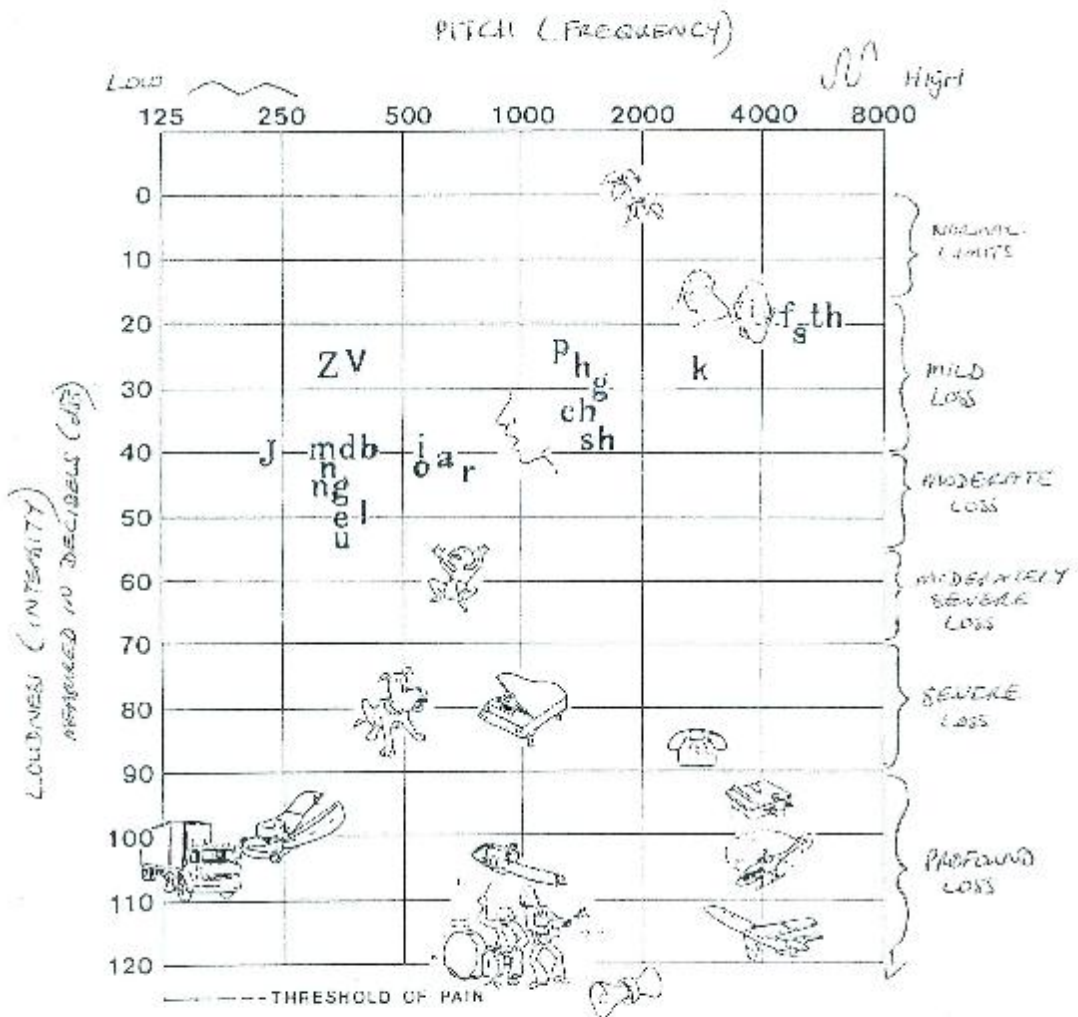 PITCH (FREQUENCY)
LOW
HIGH
125 250 500 1000 2000 4000 8000
0
10
20
30
40
50
60
70
80
90
100
110
120
NORMAL LIMITS
MILD LOSS
MODERATE LOSS
MODERATELY SEVERE LOSS
SEVERE LOSS
PROFOUND LOSS
LOUDNESS (INTENSITY)
MEASURED IN DECIBELS (dB)
f s th
Z V
p h g
k
ch
sh
J
m d b
n
ng
e l
u
i
o a r
THRESHOLD OF PAIN